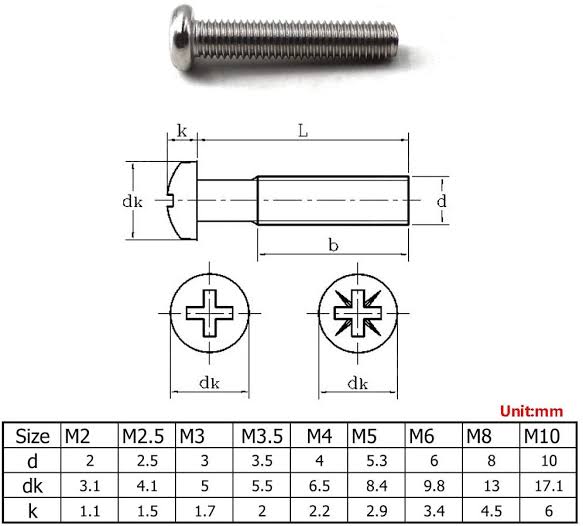 k L
dk d
b
dk dk
Unit:mm
Size M2 M2.5 M3 M3.5 M4 M5 M6 M8 M10
d 2 2.5 3 3.5 4 5.3 6 8 10
dk 3.1 4.1 5 5.5 6.5 8.4 9.8 13 17.1
k 1.1 1.5 1.7 2 2.2 2.9 3.4 4.5 6